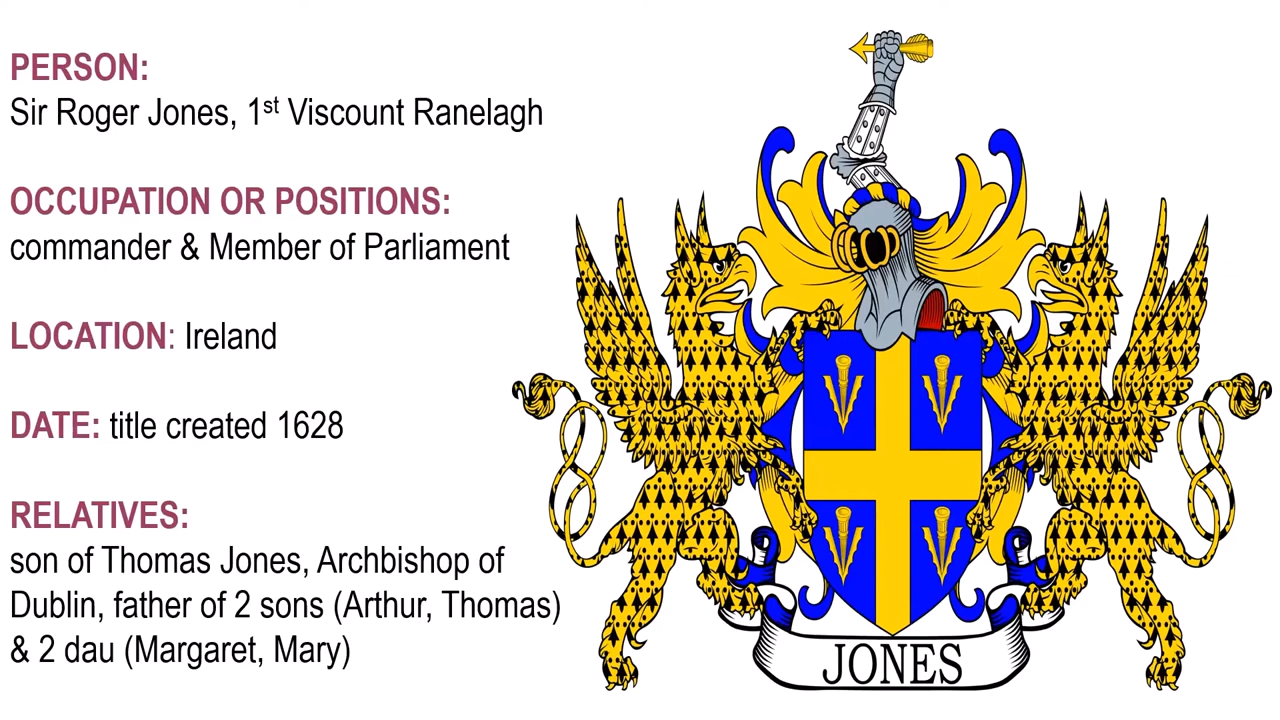 PERSON:
Sir Roger Jones, 1st Viscount Ranelagh
OCCUPATION OR POSITIONS:
commander & Member of Parliament
LOCATION: Ireland
DATE: title created 1628
RELATIVES:
son of Thomas Jones, Archbishop of
Dublin, father of 2 sons (Arthur, Thomas)
& 2 dau (Margaret, Mary)
JONES